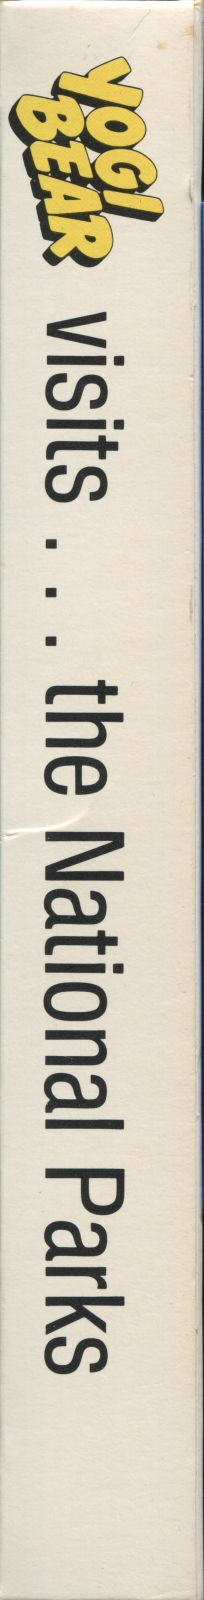 YOGI
BEAR
visits . . . the National Parks